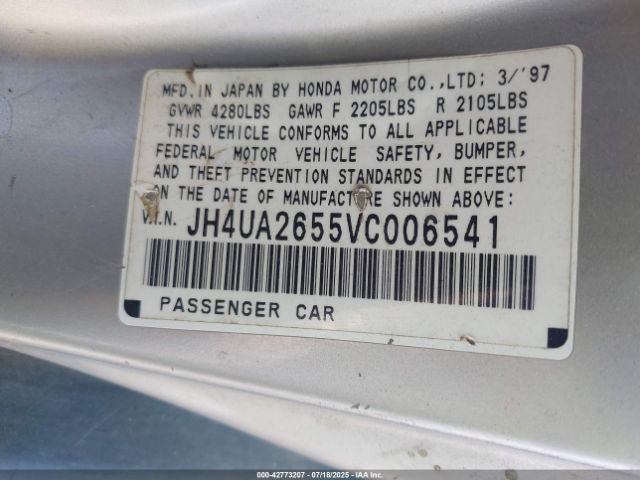 MFD. IN JAPAN BY HONDA MOTOR CO.,LTD: 3/'97
GVWR 4280LBS GAWR F 2205LBS R 2105LBS
THIS VEHICLE CONFORMS TO ALL APPLICABLE
FEDERAL MOTOR VEHICLE SAFETY, BUMPER,
AND THEFT PREVENTION STANDARDS IN EFFECT
ON THE DATE OF MANUFACTURE SHOWN ABOVE:
V.I.N. JH4UA2655VC006541
PASSENGER CAR
000-42773207 - 07/18/2025 - IAAI.COM